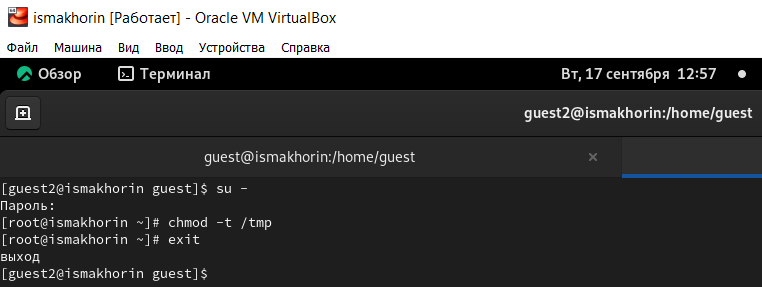 ismakhorin [Работает] - Oracle VM VirtualBox
Файл Машина Вид Ввод Устройства Справка
Обзор Терминал Вт, 17 сентября 12:57
guest2@ismakhorin:/home/guest
guest@ismakhorin:/home/guest ×
[guest2@ismakhorin guest]$ su -
Пароль:
[root@ismakhorin ~]# chmod -t /tmp
[root@ismakhorin ~]# exit
выход
[guest2@ismakhorin guest]$